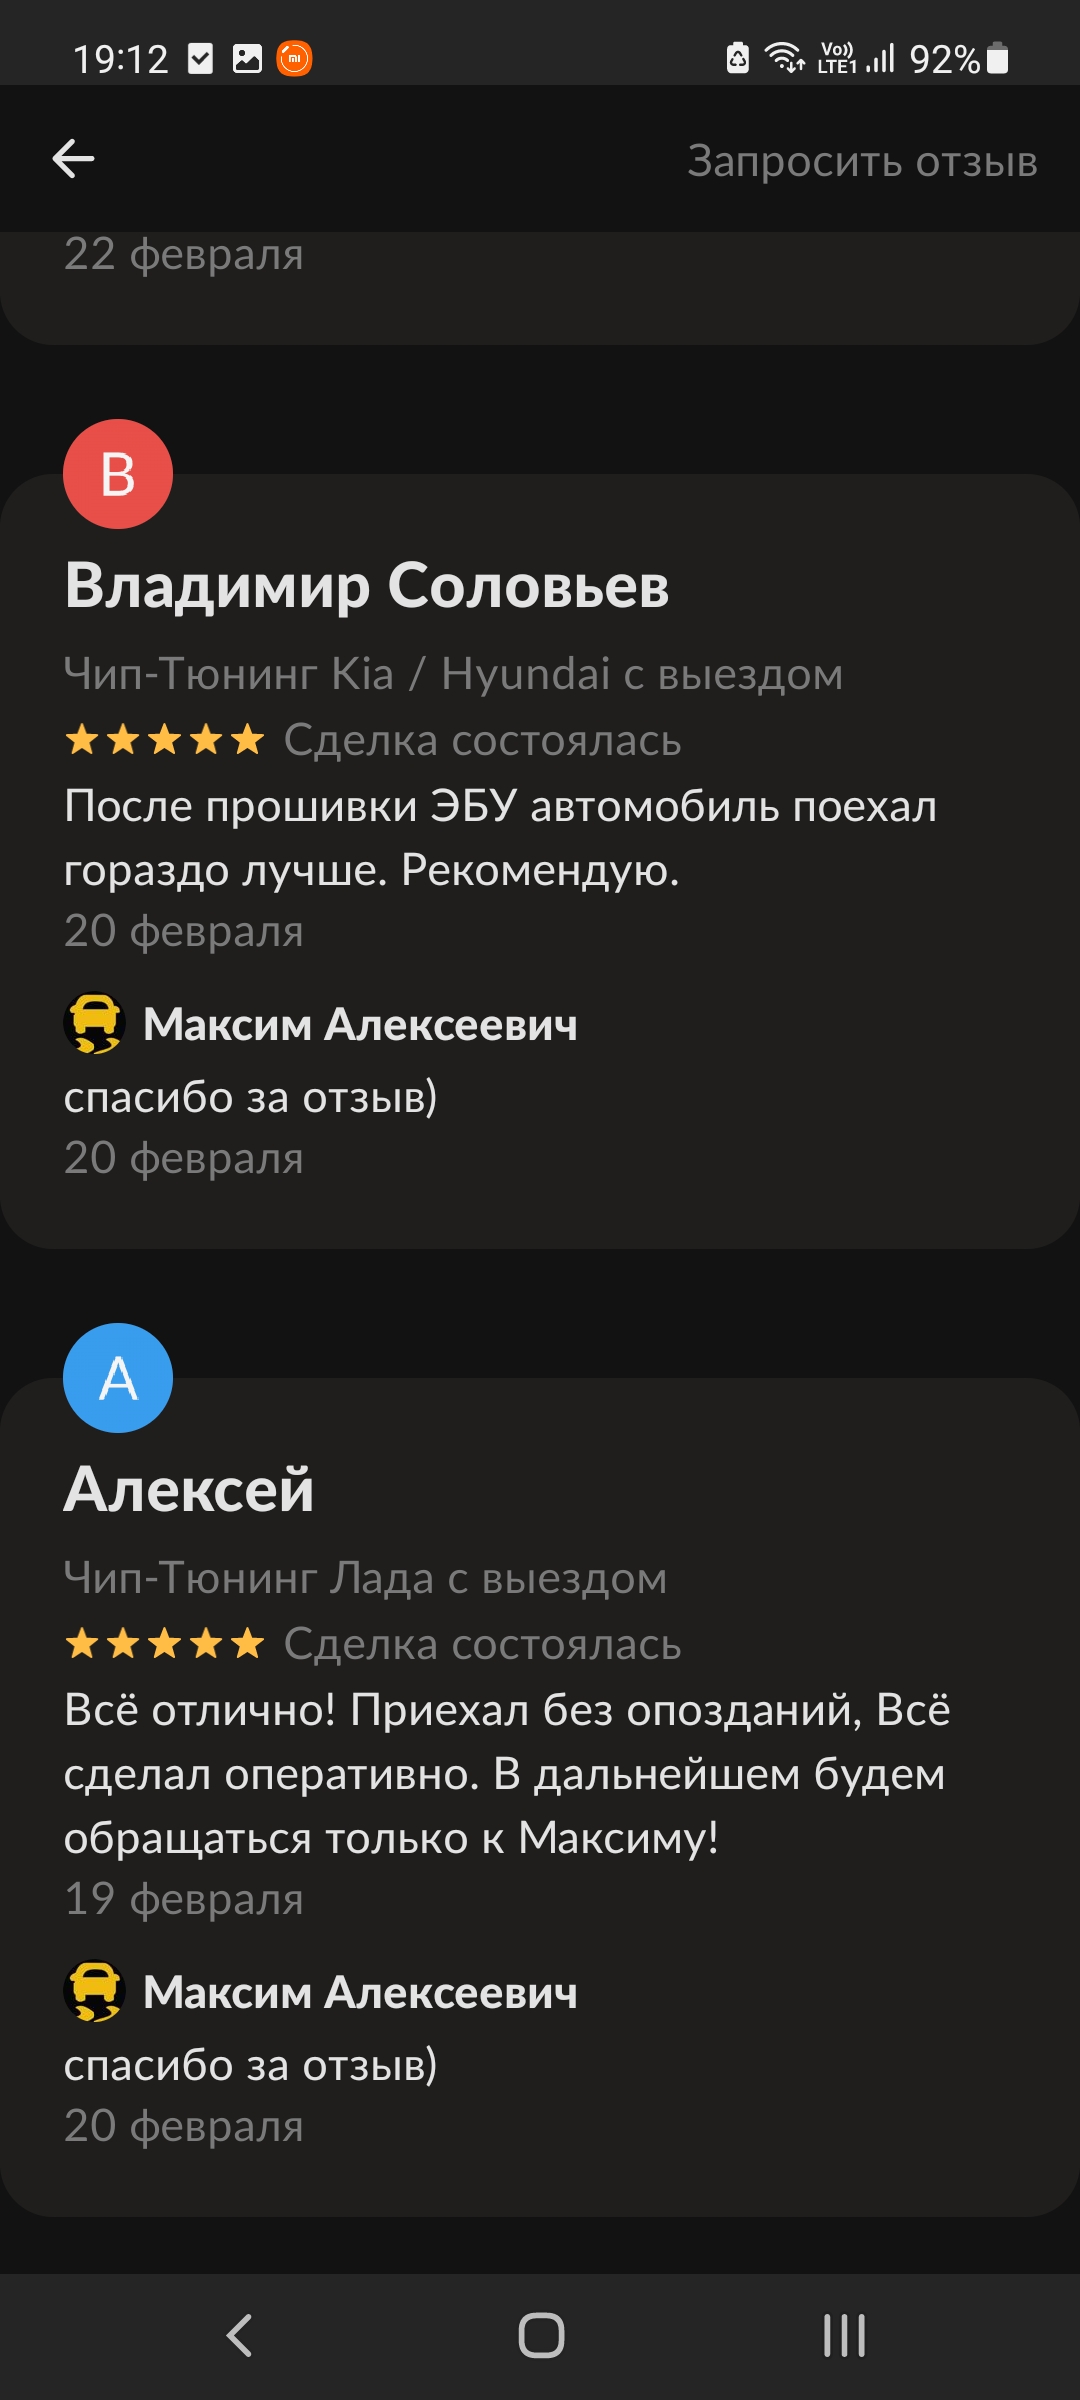 19:12
Vo))
LTE1
92%
Запросить отзыв
22 февраля
В
Владимир Соловьев
Чип-Тюнинг Kia / Hyundai с выездом
Сделка состоялась
После прошивки ЭБУ автомобиль поехал
гораздо лучше. Рекомендую.
20 февраля
Максим Алексеевич
спасибо за отзыв)
20 февраля
А
Алексей
Чип-Тюнинг Лада с выездом
Сделка состоялась
Всё отлично! Приехал без опозданий, Всё
сделал оперативно. В дальнейшем будем
обращаться только к Максиму!
19 февраля
Максим Алексеевич
спасибо за отзыв)
20 февраля